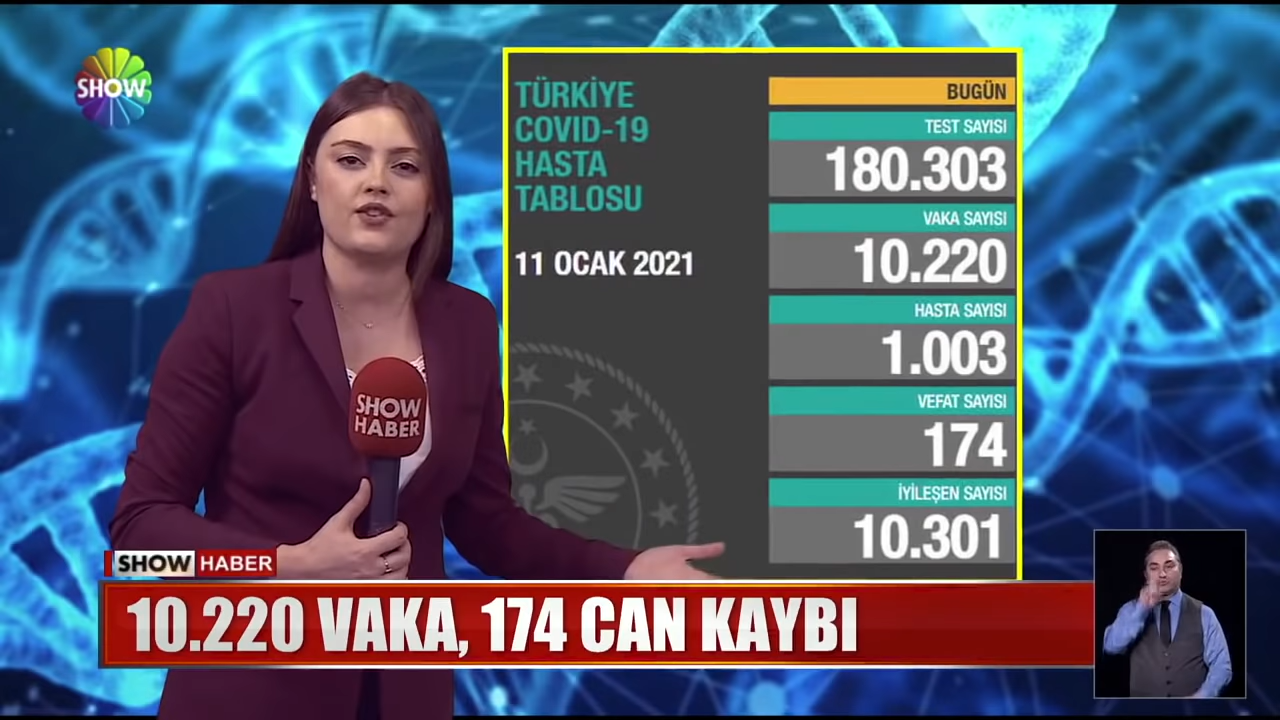 SHOW
TÜRKİYE
COVID-19
HASTA
TABLOSU
11 OCAK 2021
BUGÜN
TEST SAYISI
180.303
VAKA SAYISI
10.220
HASTA SAYISI
1.003
VEFAT SAYISI
174
İYİLEŞEN SAYISI
10.301
SHOW
HABER
SHOW HABER
10.220 VAKA, 174 CAN KAYBI